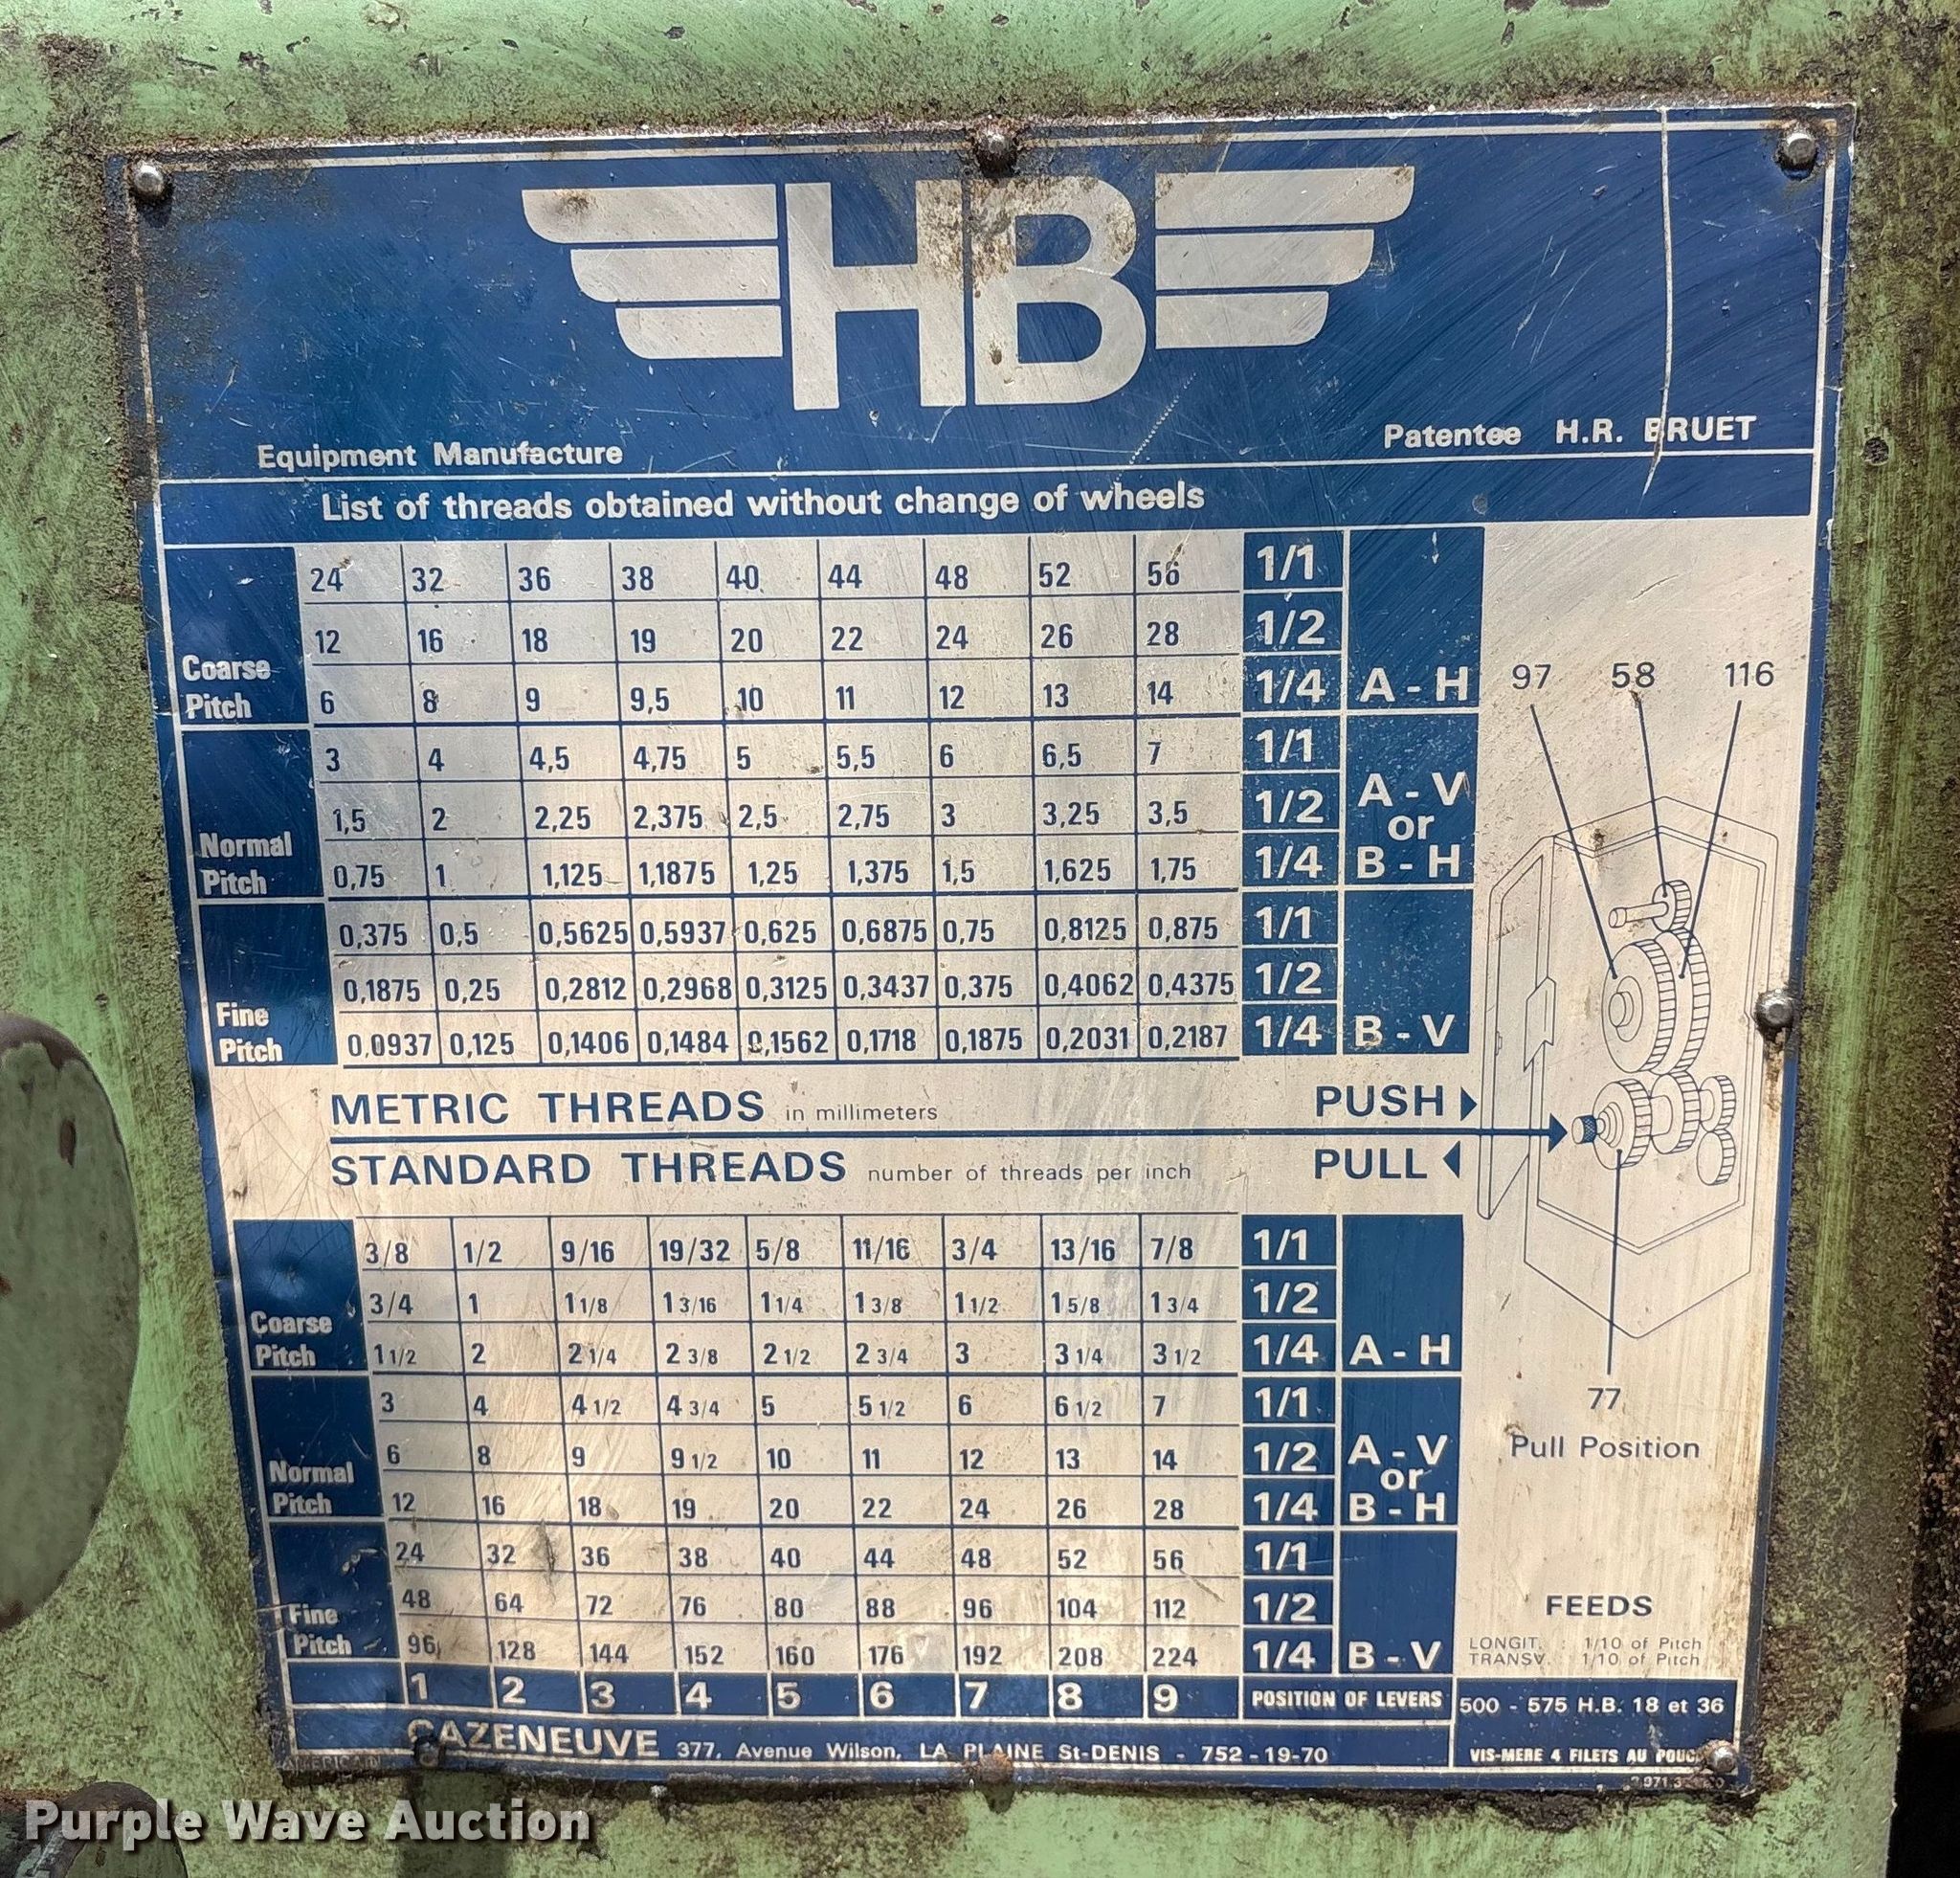 HB
Equipment Manufacture
Patentee H.R. BRUET
List of threads obtained without change of wheels
24 32 36 38 40 44 48 52 56 1/1
12 16 18 19 20 22 24 26 28 1/2
Coarse
Pitch 6 8 9 9,5 10 11 12 13 14 1/4 A - H
97 58 116
3 4 4,5 4,75 5 5,5 6 6,5 7 1/1
1,5 2 2,25 2,375 2,5 2,75 3 3,25 3,5 1/2 A - V
or
Normal
Pitch 0,75 1 1,125 1,1875 1,25 1,375 1,5 1,625 1,75 1/4 B - H
0,375 0,5 0,5625 0,5937 0,625 0,6875 0,75 0,8125 0,875 1/1
0,1875 0,25 0,2812 0,2968 0,3125 0,3437 0,375 0,4062 0,4375 1/2
Fine
Pitch 0,0937 0,125 0,1406 0,1484 0,1562 0,1718 0,1875 0,2031 0,2187 1/4 B - V
METRIC THREADS in millimeters PUSH
STANDARD THREADS number of threads per inch PULL
3/8 1/2 9/16 19/32 5/8 11/16 3/4 13/16 7/8 1/1
3/4 1 1 1/8 1 3/16 1 1/4 1 3/8 1 1/2 1 5/8 1 3/4 1/2
Coarse
Pitch 1 1/2 2 2 1/4 2 3/8 2 1/2 2 3/4 3 3 1/4 3 1/2 1/4 A - H
3 4 4 1/2 4 3/4 5 5 1/2 6 6 1/2 7 1/1
77
Pull Position
6 8 9 9 1/2 10 11 12 13 14 1/2 A - V
or
Normal
Pitch 12 16 18 19 20 22 24 26 28 1/4 B - H
24 32 36 38 40 44 48 52 56 1/1
48 64 72 76 80 88 96 104 112 1/2
Fine
Pitch 96 128 144 152 160 176 192 208 224 1/4 B - V
FEEDS
LONGIT. : 1/10 of Pitch
TRANSV. : 1/10 of Pitch
1 2 3 4 5 6 7 8 9 POSITION OF LEVERS
500 - 575 H.B. 18 et 36
CAZENEUVE 377, Avenue Wilson, LA PLAINE St-DENIS - 752-19-70
VIS-MERE 4 FILETS AU POUC
Purple Wave Auction